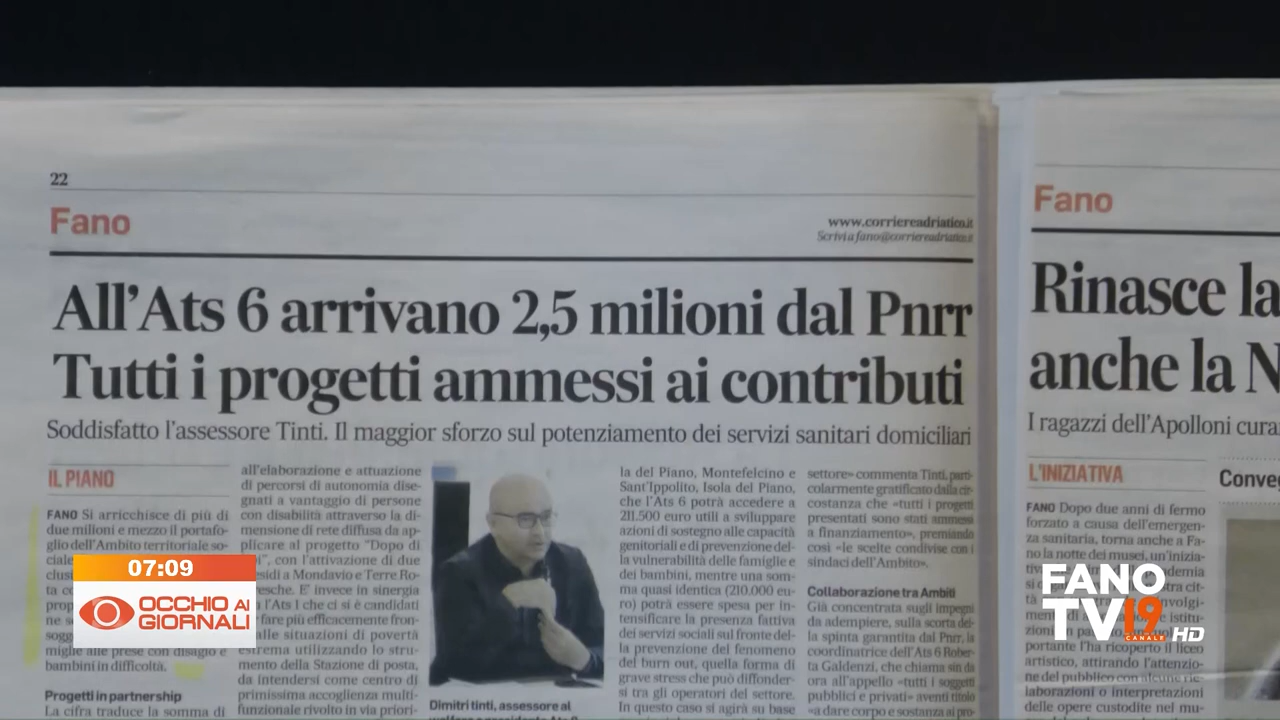 22
Fano
www.corriereadriatico.it
Scrivi a fano@corriereadriatico.it
All'Ats 6 arrivano 2,5 milioni dal Pnrr
Tutti i progetti ammessi ai contributi
Soddisfatto l'assessore Tinti. Il maggior sforzo sul potenziamento dei servizi sanitari domiciliari
IL PIANO
FANO Si arricchisce di più di
due milioni e mezzo il portafo-
glio dell'Ambito territoriale so-
miglie alle prese con disagio e
bambini in difficoltà.
Progetti in partnership
La cifra traduce la somma di
all'elaborazione e attuazione
di percorsi di autonomia dise-
gnati a vantaggio di persone
con disabilità attraverso la di-
mensione di rete diffusa da ap-
plicare al progetto "Dopo di
", con l'attivazione di due
esidi a Mondavio e Terre Ro-
esche. E' invece in sinergia
l'Ats 1 che ci si è candidati
fare più efficacemente fron-
alle situazioni di povertà
estrema utilizzando lo stru-
mento della Stazione di posta,
da intendersi come centro di
primissima accoglienza multi-
funzionale rivolto in via priori-
Dimitri tinti, assessore al
la del Piano, Montefelcino e
Sant'Ippolito, Isola del Piano,
che l'Ats 6 potrà accedere a
211.500 euro utili a sviluppare
azioni di sostegno alle capacità
genitoriali e di prevenzione del-
la vulnerabilità delle famiglie e
dei bambini, mentre una som-
ma quasi identica (210.000 eu-
ro) potrà essere spesa per in-
tensificare la presenza fattiva
dei servizi sociali sul fronte del-
la prevenzione del fenomeno
del burn out, quella forma di
grave stress che può diffonder-
si tra gli operatori del settore.
In questo caso si agirà su base
settore» commenta Tinti, parti-
colarmente gratificato dalla cir-
costanza che «tutti i progetti
presentati sono stati ammessi
a finanziamento», premiando
così «le scelte condivise con i
sindaci dell'Ambito».
Collaborazione tra Ambiti
Già concentrata sugli impegni
da adempiere, sulla scorta del-
la spinta garantita dal Pnrr, la
coordinatrice dell'Ats 6 Rober-
ta Galdenzi, che chiama sin da
ora all'appello «tutti i soggetti
pubblici e privati» aventi titolo
«a dare corpo e sostanza ai pro-
Fano
Rinasce la
anche la N
I ragazzi dell'Apolloni cura
L'INIZIATIVA
Conveg
FANO Dopo due anni di fermo
forzato a causa dell'emergen-
za sanitaria, torna anche a Fa-
no la notte dei musei, un'inizia-
portante l'ha ricoperto il liceo
artistico, attirando l'attenzio-
ne del pubblico con alcune rie-
laborazioni o interpretazioni
delle opere custodite nel mu-
07:09
OCCHIO AI
GIORNALI
FANO
TV 19
CANALE
HD